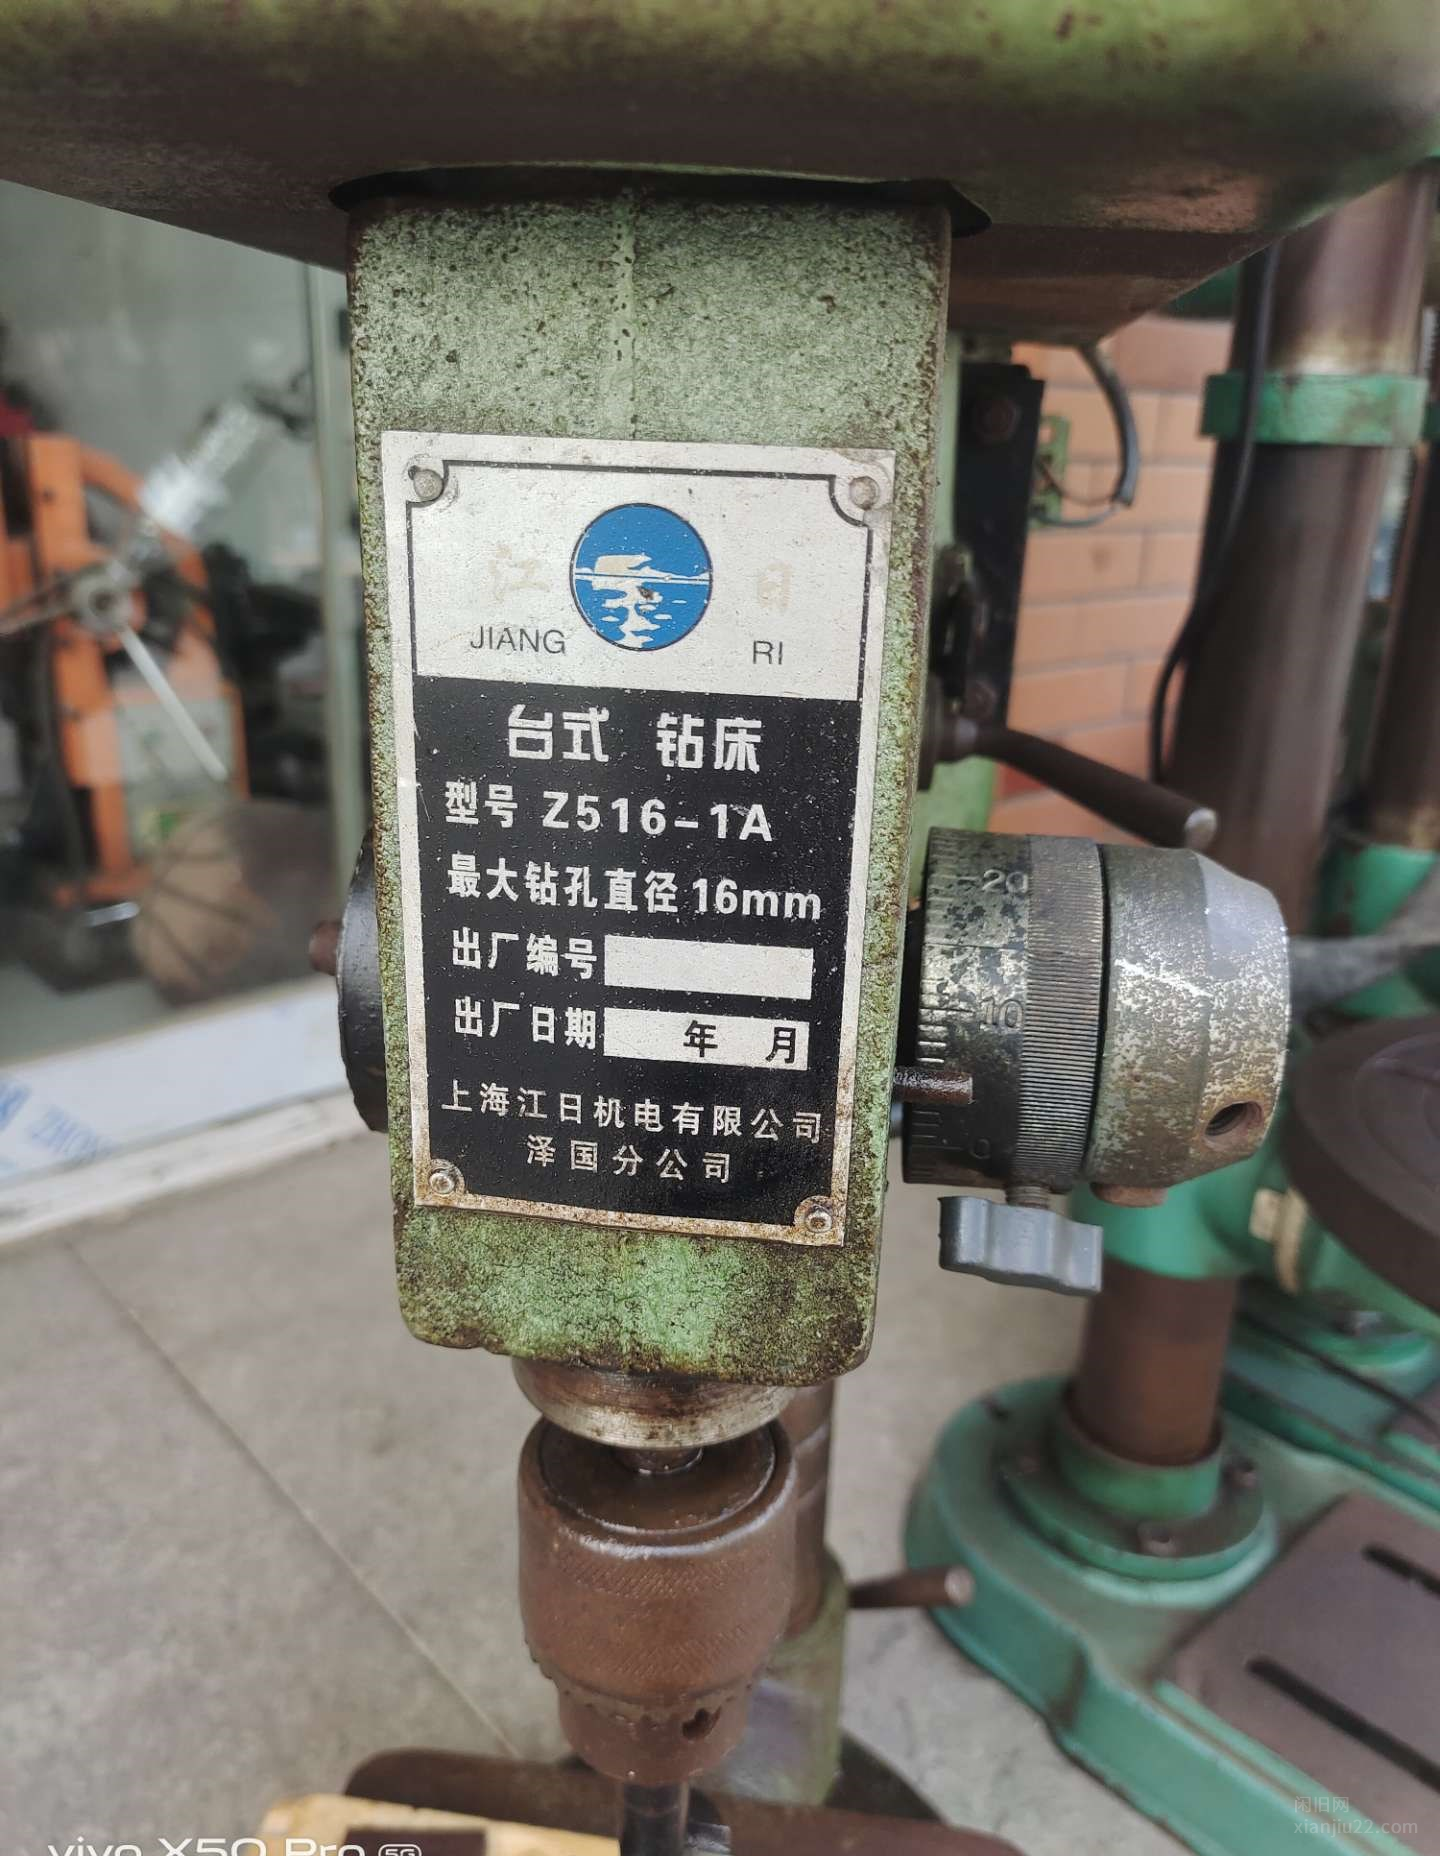 江 日
JIANG RI
台式 钻床
型号 Z516-1A
最大钻孔直径 16mm
出厂编号
出厂日期 年 月
上海江日机电有限公司
泽国分公司
20
10
0
闲旧网
xianjiu22.com
vivo X50 Pro 5G